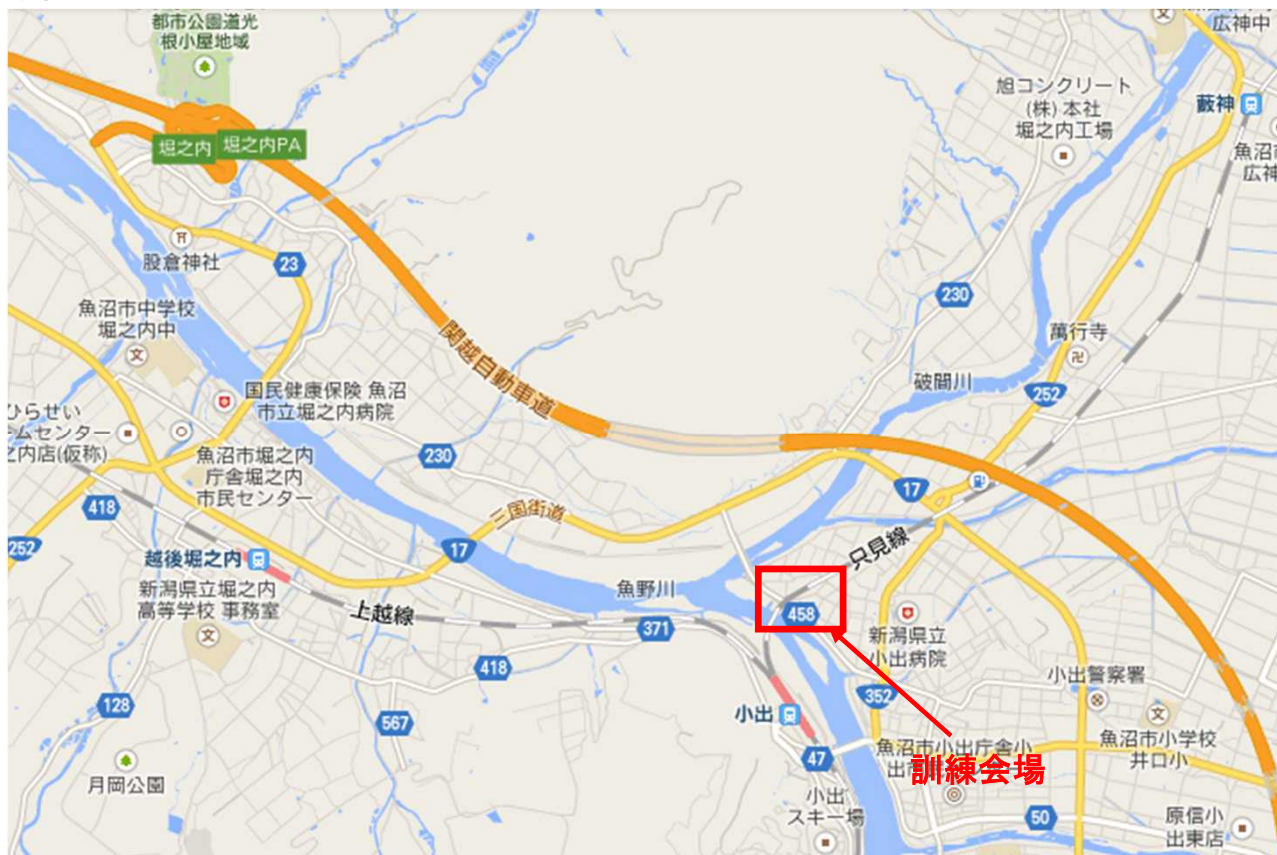 都市公園道光
根小屋地域
堀之内
堀之内PA
広神中
旭コンクリート
(株) 本社
堀之内工場
藪神
魚沼市
広神
股倉神社
23
230
魚沼市中学校
堀之内中
関越自動車道
萬行寺
国民健康保険 魚沼
市立堀之内病院
破間川
252
ひらせい
ームセンター
之内店(仮称)
魚沼市堀之内
庁舎堀之内
市民センター
230
418
17
三国街道
252
越後堀之内
17
只見線
新潟県立堀之内
高等学校 事務室
上越線
魚野川
458
371
新潟県立
小出病院
418
小出警察署
352
128
567
小出
魚沼市小学校
井口小
47
魚沼市小出庁舎小
訓練会場
月岡公園
小出
スキー場
50
原信小
出東店